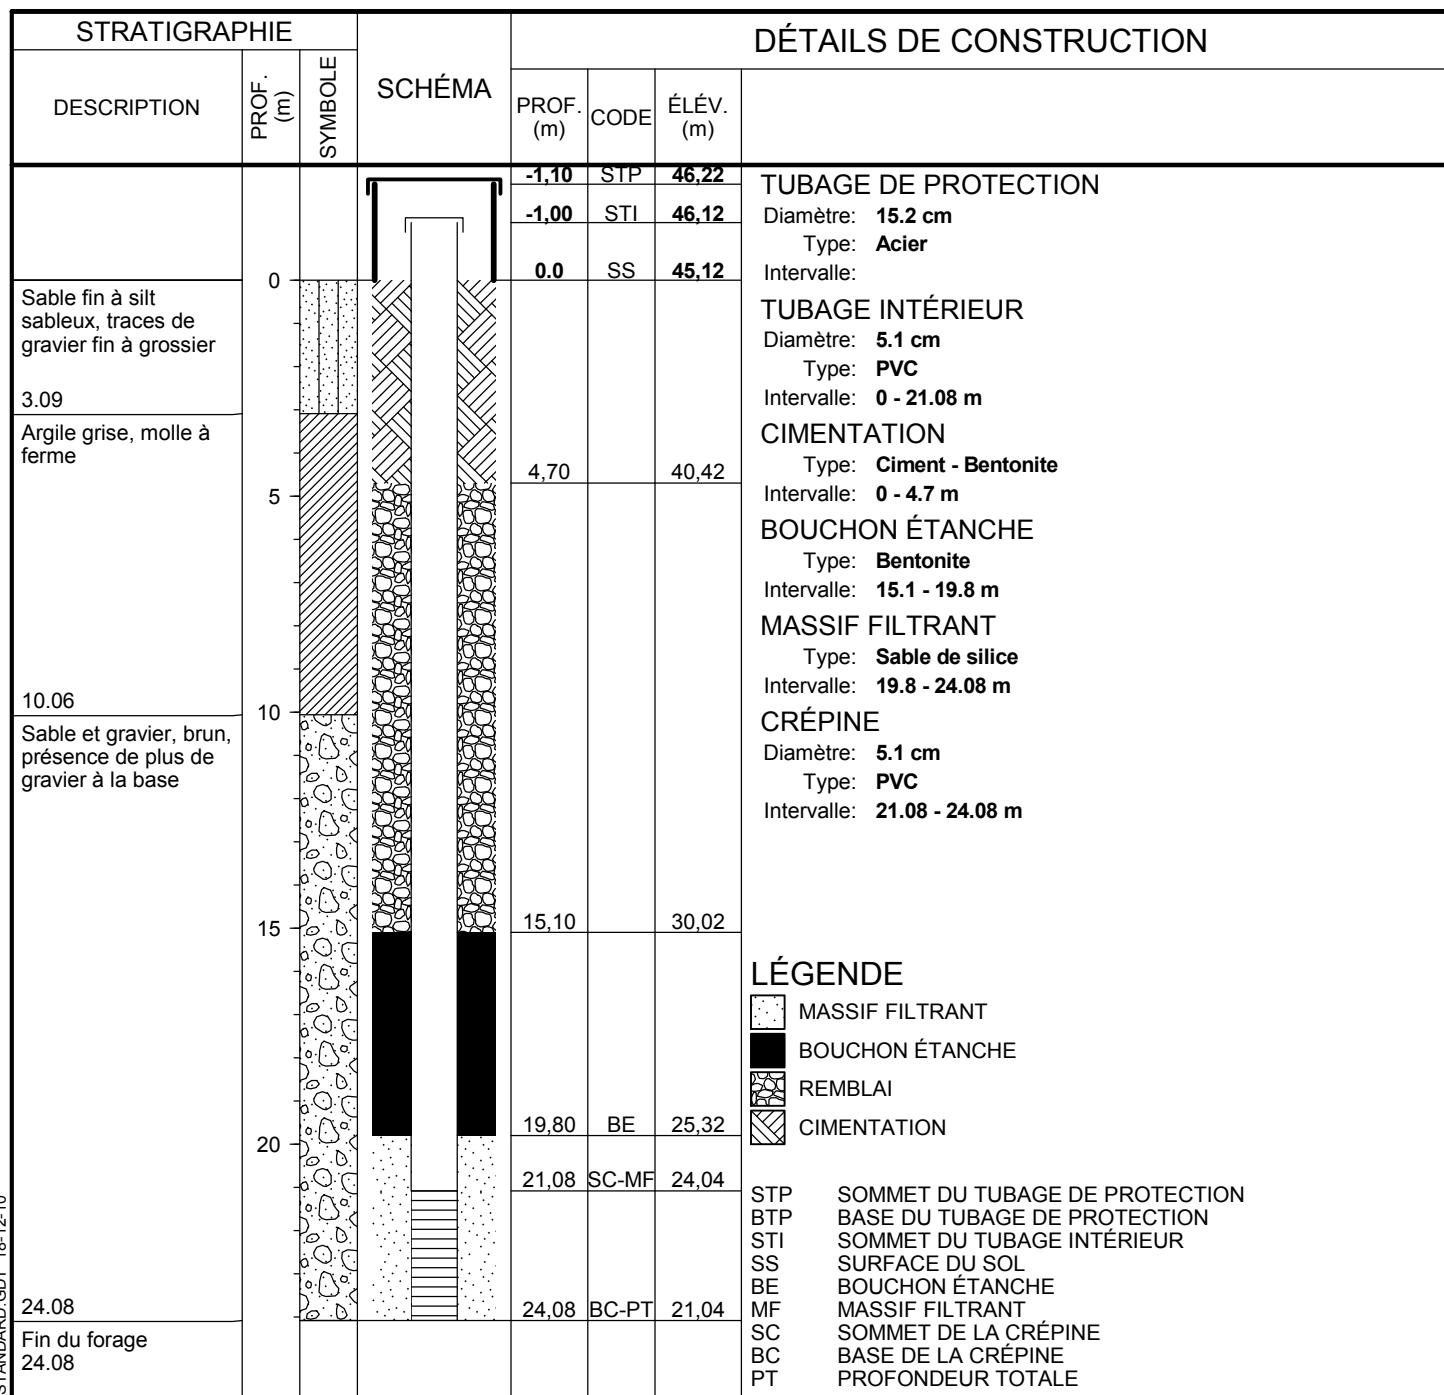 STRATIGRAPHIE
DESCRIPTION
PROF. (m)
SYMBOLE
SCHÉMA
DÉTAILS DE CONSTRUCTION
PROF. (m)
CODE
ÉLÉV. (m)
-1,10 STP 46,22
-1,00 STI 46,12
0.0 SS 45,12
4,70 40,42
15,10 30,02
19,80 BE 25,32
21,08 SC-MF 24,04
24,08 BC-PT 21,04
Sable fin à silt
sableux, traces de
gravier fin à grossier
3.09
Argile grise, molle à
ferme
10.06
Sable et gravier, brun,
présence de plus de
gravier à la base
24.08
Fin du forage
24.08
0
5
10
15
20
TUBAGE DE PROTECTION
Diamètre: 15.2 cm
Type: Acier
Intervalle:
TUBAGE INTÉRIEUR
Diamètre: 5.1 cm
Type: PVC
Intervalle: 0 - 21.08 m
CIMENTATION
Type: Ciment - Bentonite
Intervalle: 0 - 4.7 m
BOUCHON ÉTANCHE
Type: Bentonite
Intervalle: 15.1 - 19.8 m
MASSIF FILTRANT
Type: Sable de silice
Intervalle: 19.8 - 24.08 m
CRÉPINE
Diamètre: 5.1 cm
Type: PVC
Intervalle: 21.08 - 24.08 m
LÉGENDE
MASSIF FILTRANT
BOUCHON ÉTANCHE
REMBLAI
CIMENTATION
STP SOMMET DU TUBAGE DE PROTECTION
BTP BASE DU TUBAGE DE PROTECTION
STI SOMMET DU TUBAGE INTÉRIEUR
SS SURFACE DU SOL
BE BOUCHON ÉTANCHE
MF MASSIF FILTRANT
SC SOMMET DE LA CRÉPINE
BC BASE DE LA CRÉPINE
PT PROFONDEUR TOTALE
STANDARD.GDT 18-12-10